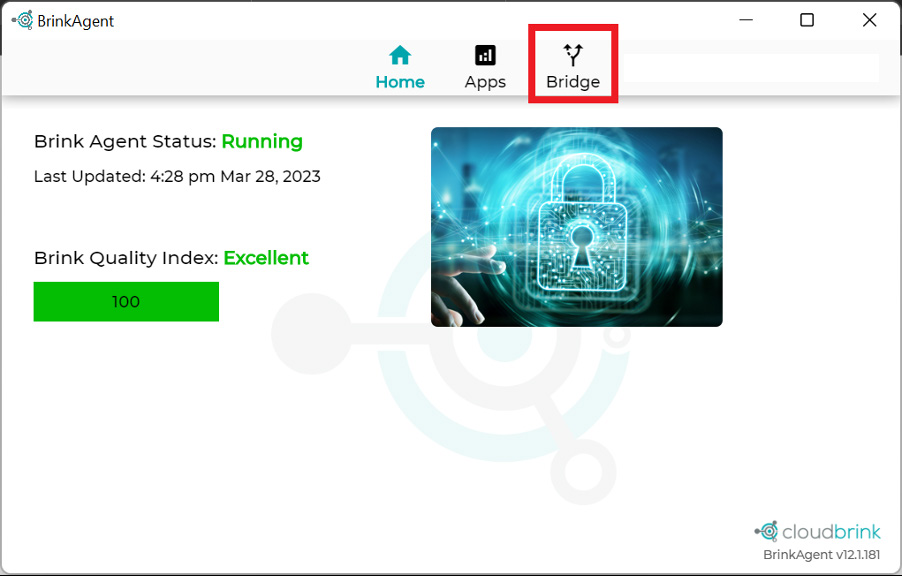 BrinkAgent
Home Apps Bridge
Brink Agent Status: Running
Last Updated: 4:28 pm Mar 28, 2023
Brink Quality Index: Excellent
100
cloudbrink
BrinkAgent v12.1.181